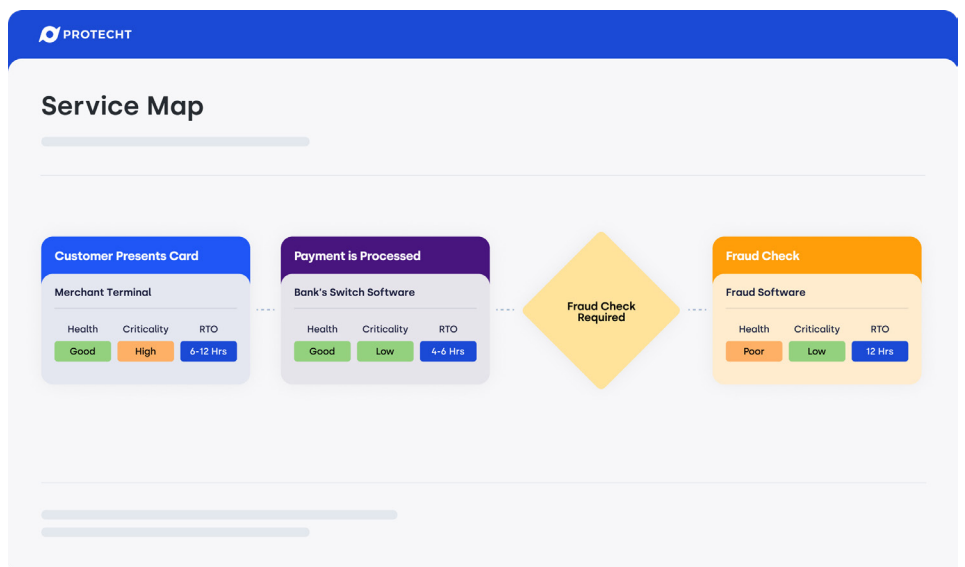 PROTECHT
Service Map
Customer Presents Card
Merchant Terminal
Health Criticality RTO
Good High 6-12 Hrs
Payment is Processed
Bank's Switch Software
Health Criticality RTO
Good Low 4-6 Hrs
Fraud Check
Required
Fraud Check
Fraud Software
Health Criticality RTO
Poor Low 12 Hrs